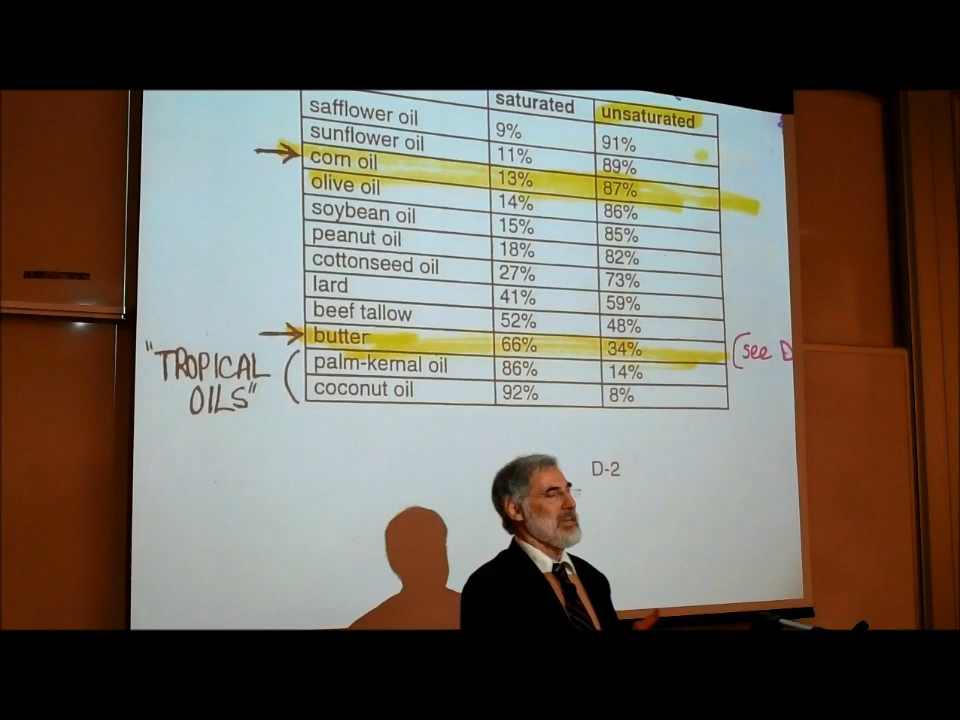 saturated unsaturated
safflower oil 9% 91%
sunflower oil 11% 89%
corn oil 13% 87%
olive oil 14% 86%
soybean oil 15% 85%
peanut oil 18% 82%
cottonseed oil 27% 73%
lard 41% 59%
beef tallow 52% 48%
butter 66% 34% (see D
palm-kernal oil 86% 14%
coconut oil 92% 8%
"TROPICAL
OILS"
D-2